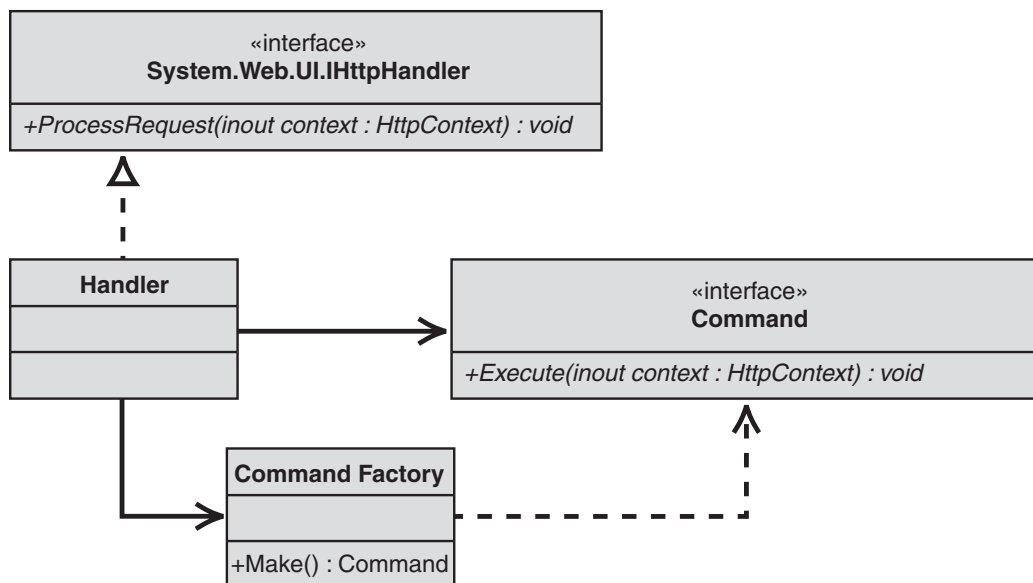 «interface»
System.Web.UI.IHttpHandler
+ProcessRequest(inout context : HttpContext) : void
Handler
«interface»
Command
+Execute(inout context : HttpContext) : void
Command Factory
+Make() : Command